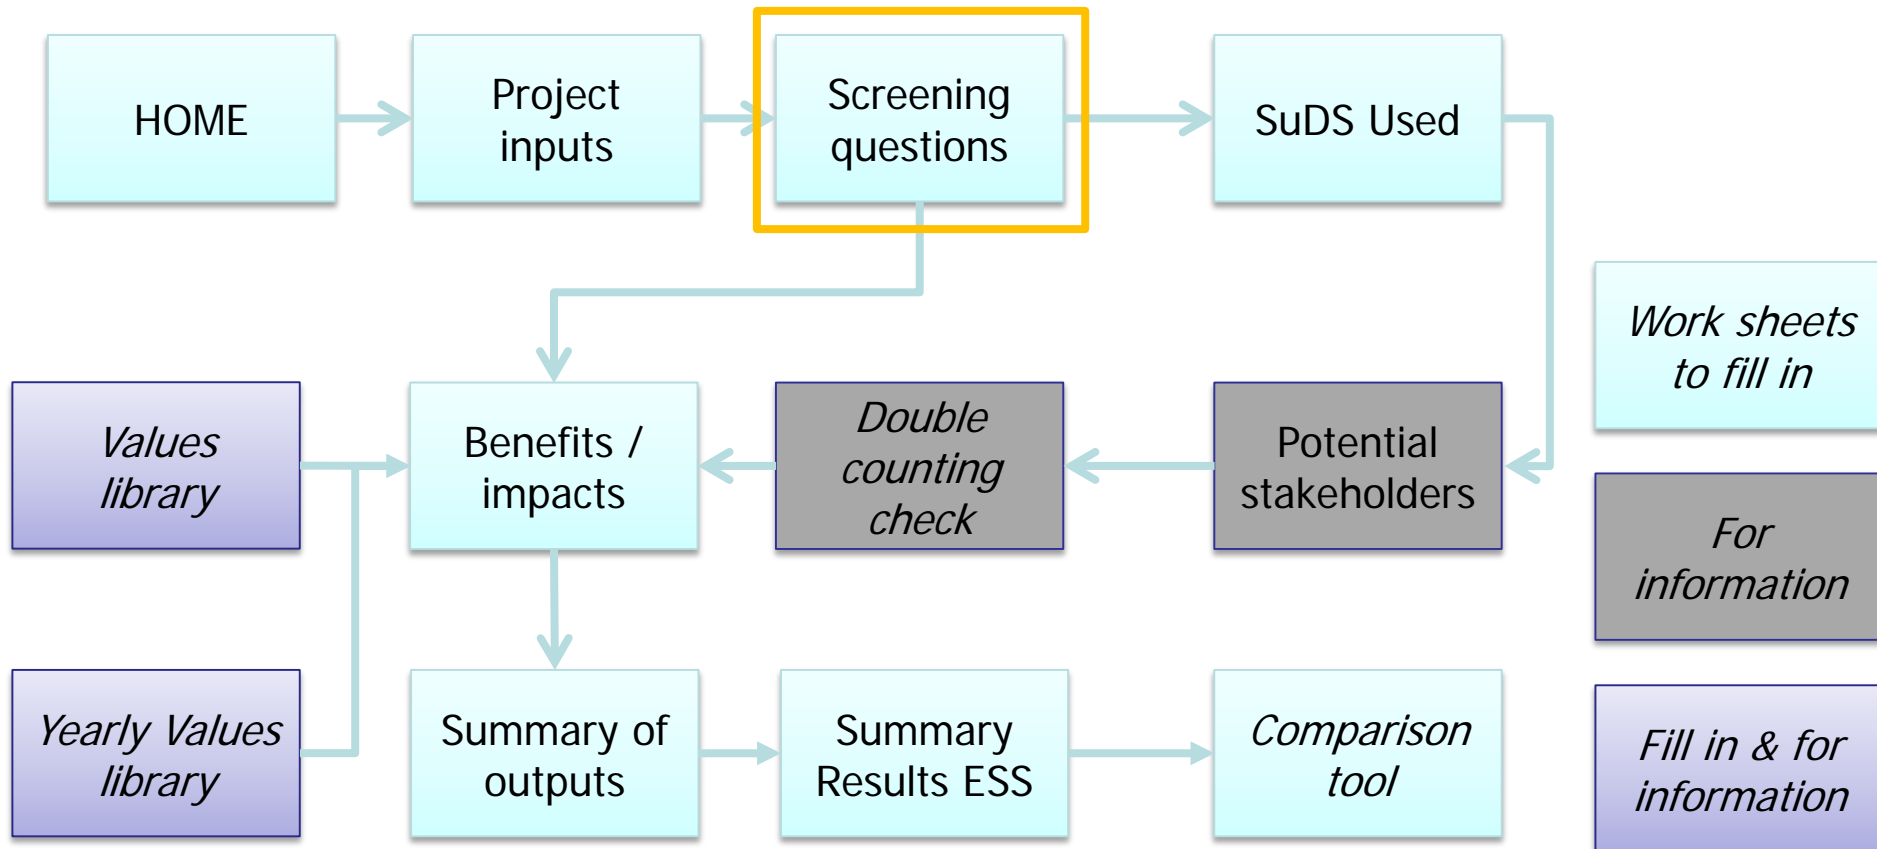 HOME
Project
inputs
Screening
questions
SuDS Used
Work sheets
to fill in
Values
library
Benefits /
impacts
Double
counting
check
Potential
stakeholders
For
information
Yearly Values
library
Summary of
outputs
Summary
Results ESS
Comparison
tool
Fill in & for
information